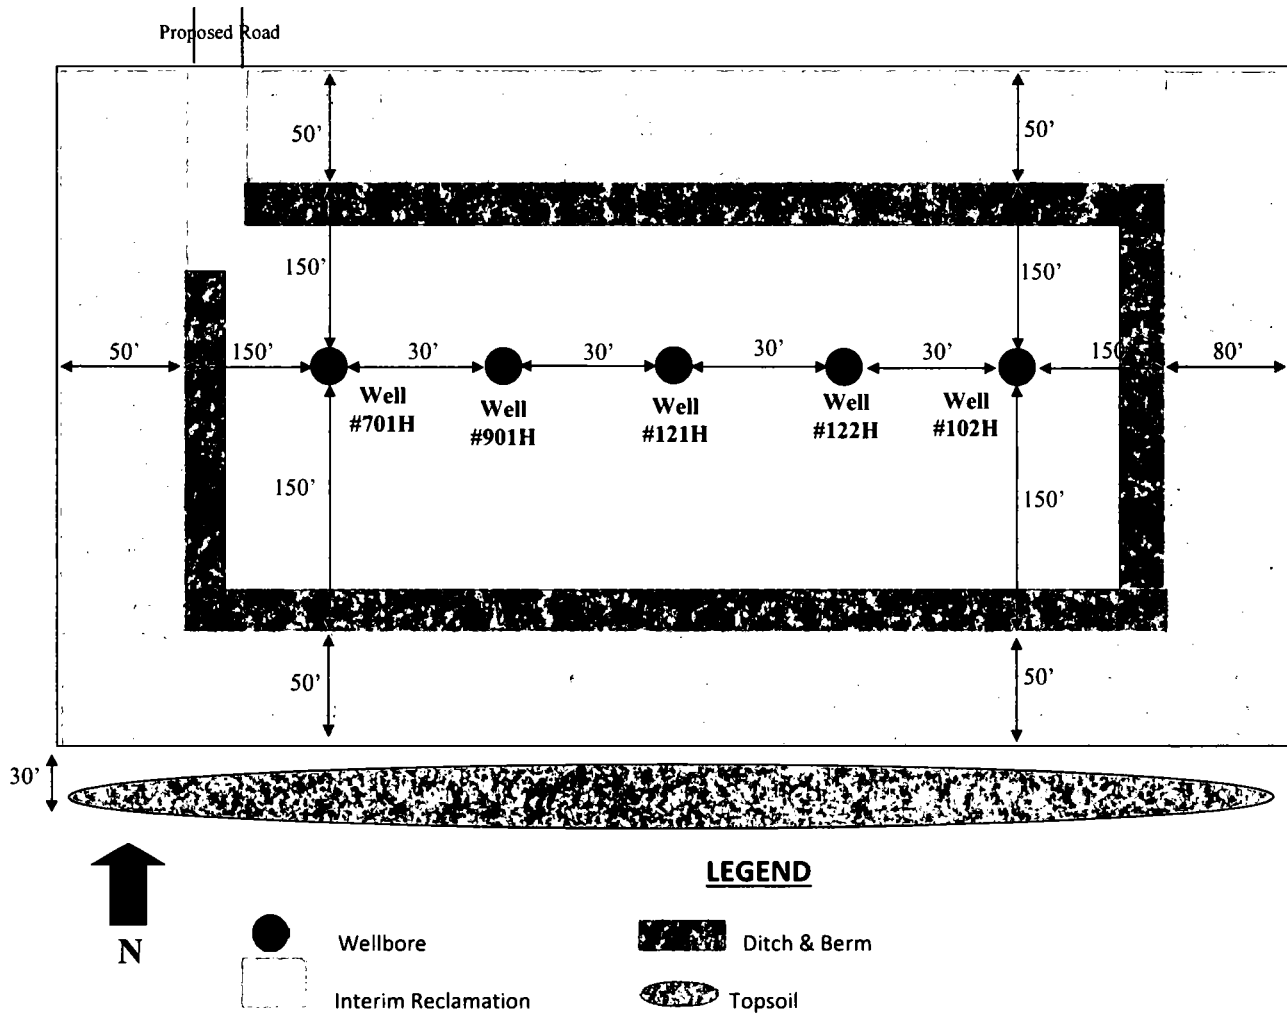 Proposed Road
50’
50’
150’
150’
50’
150’
30’
30’
30’
30’
150’
80’
Well
#701H
Well
#901H
Well
#121H
Well
#122H
Well
#102H
150’
150’
50’
50’
30’
N
LEGEND
Wellbore
Ditch & Berm
Interim Reclamation
Topsoil